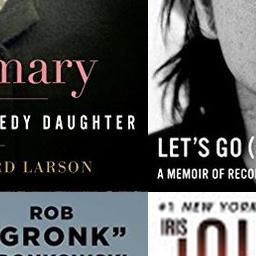 mary
EDY DAUGHTER
RD LARSON
LET'S GO (
A MEMOIR OF RECO
ROB
"GRONK"
#1 NEW YORK
IRIS